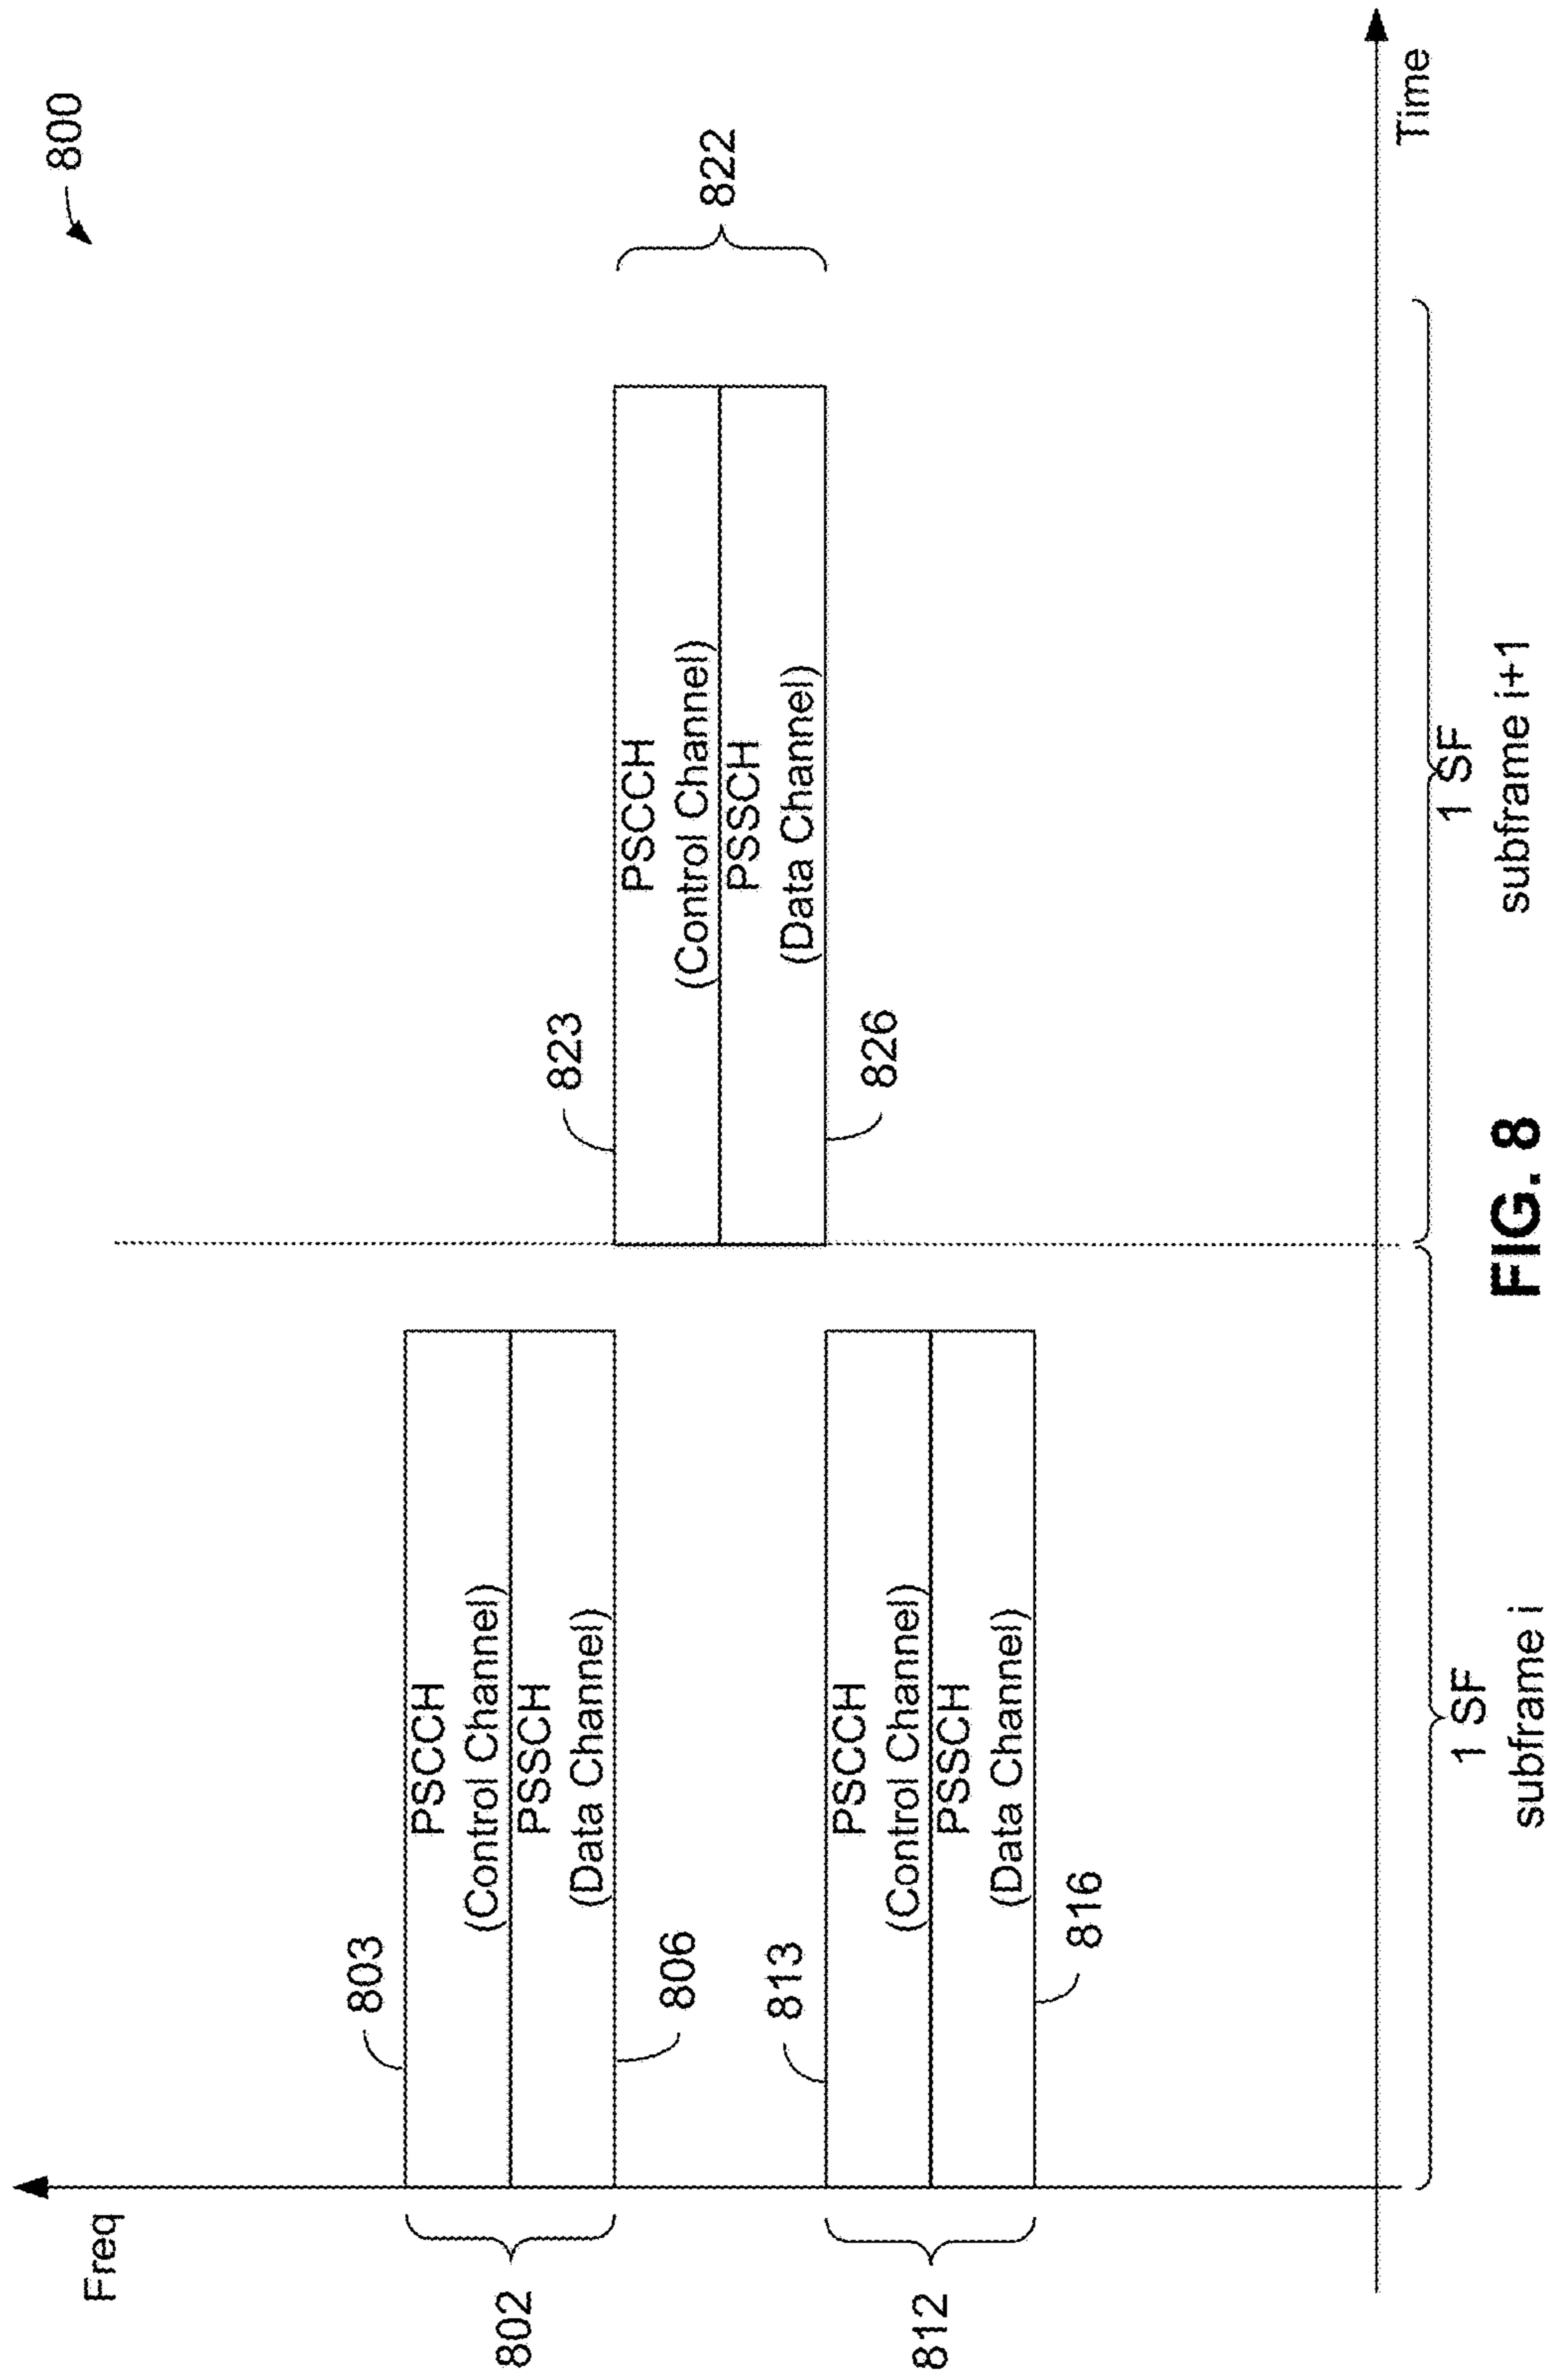 800
Freq
803
802
PSCCH
(Control Channel)
PSSCH
(Data Channel)
806
823
822
PSCCH
(Control Channel)
PSSCH
(Data Channel)
826
813
812
PSCCH
(Control Channel)
PSSCH
(Data Channel)
816
Time
1 SF
subframe i
1 SF
subframe i+1
FIG. 8